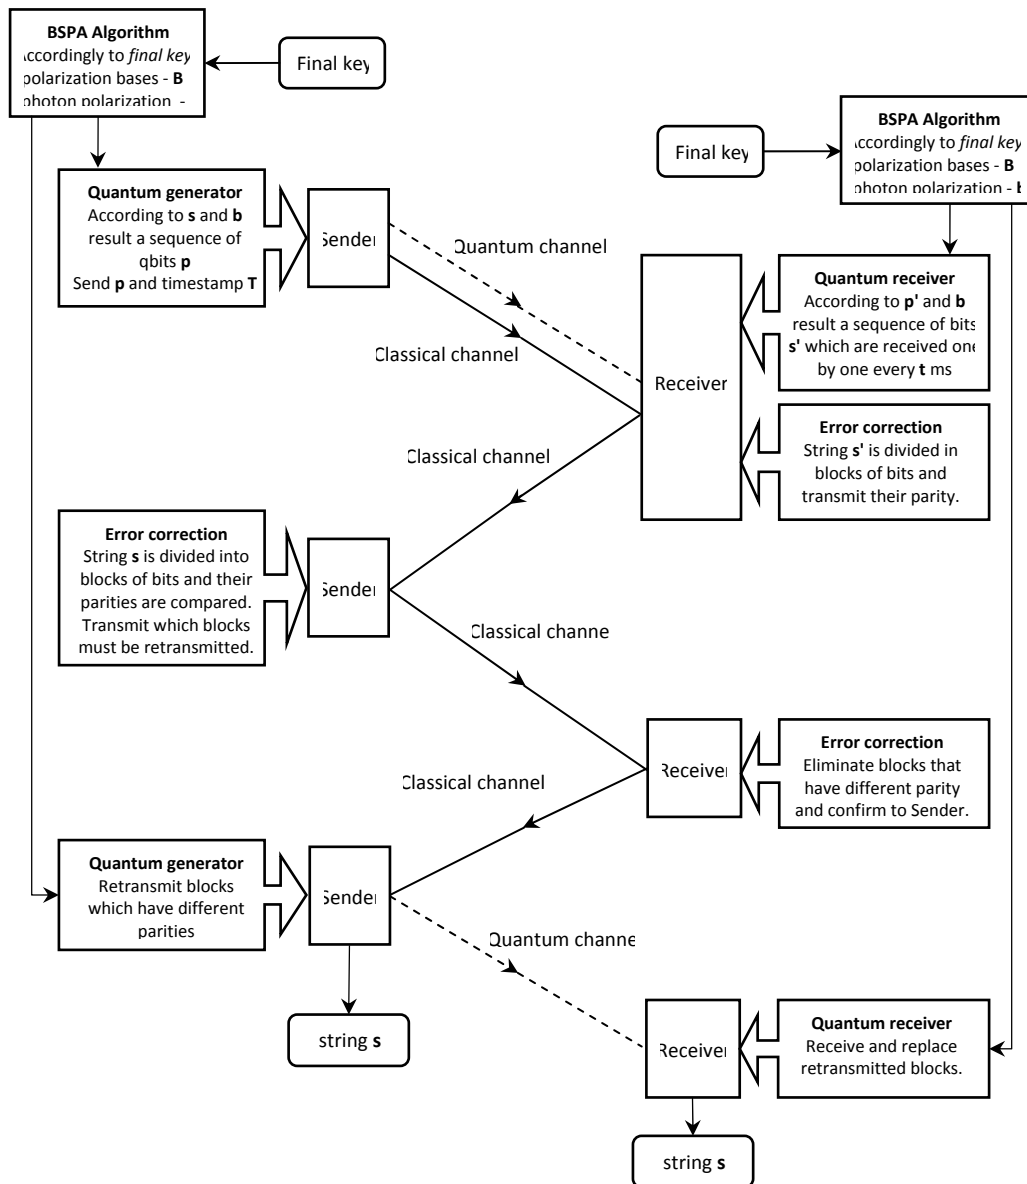 BSPA Algorithm
Accordingly to final key
polarization bases - B
photon polarization -
Final key
BSPA Algorithm
Accordingly to final key
polarization bases - B
photon polarization - b
Final key
Quantum generator
According to s and b
result a sequence of
qbits p
Send p and timestamp T
Sender
Quantum channel
Classical channel
Receiver
Quantum receiver
According to p' and b
result a sequence of bits
s' which are received one
by one every t ms
Error correction
String s' is divided in
blocks of bits and
transmit their parity.
Classical channel
Error correction
String s is divided into
blocks of bits and their
parities are compared.
Transmit which blocks
must be retransmitted.
Sender
Classical channe
Receiver
Error correction
Eliminate blocks that
have different parity
and confirm to Sender.
Classical channel
Quantum generator
Retransmit blocks
which have different
parities
Sender
Quantum channe
string s
Receiver
Quantum receiver
Receive and replace
retransmitted blocks.
string s